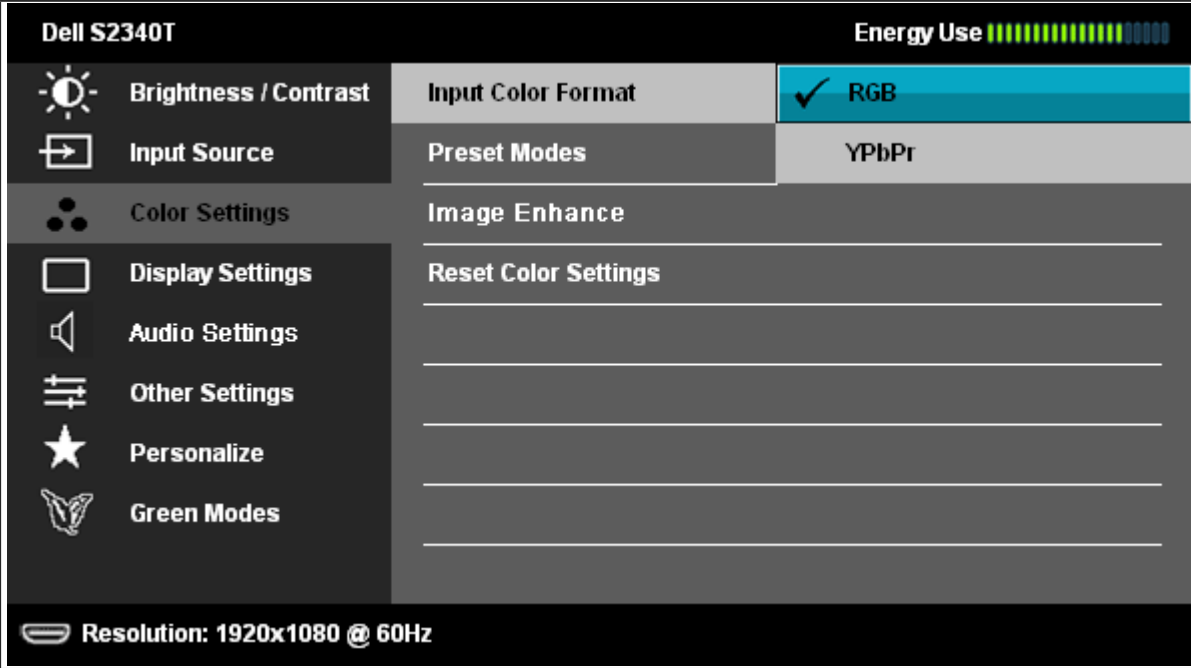 Dell S2340T
Energy Use
Brightness / Contrast
Input Color Format
RGB
Input Source
Preset Modes
YPbPr
Color Settings
Image Enhance
Display Settings
Reset Color Settings
Audio Settings
Other Settings
Personalize
Green Modes
Resolution: 1920x1080 @ 60Hz